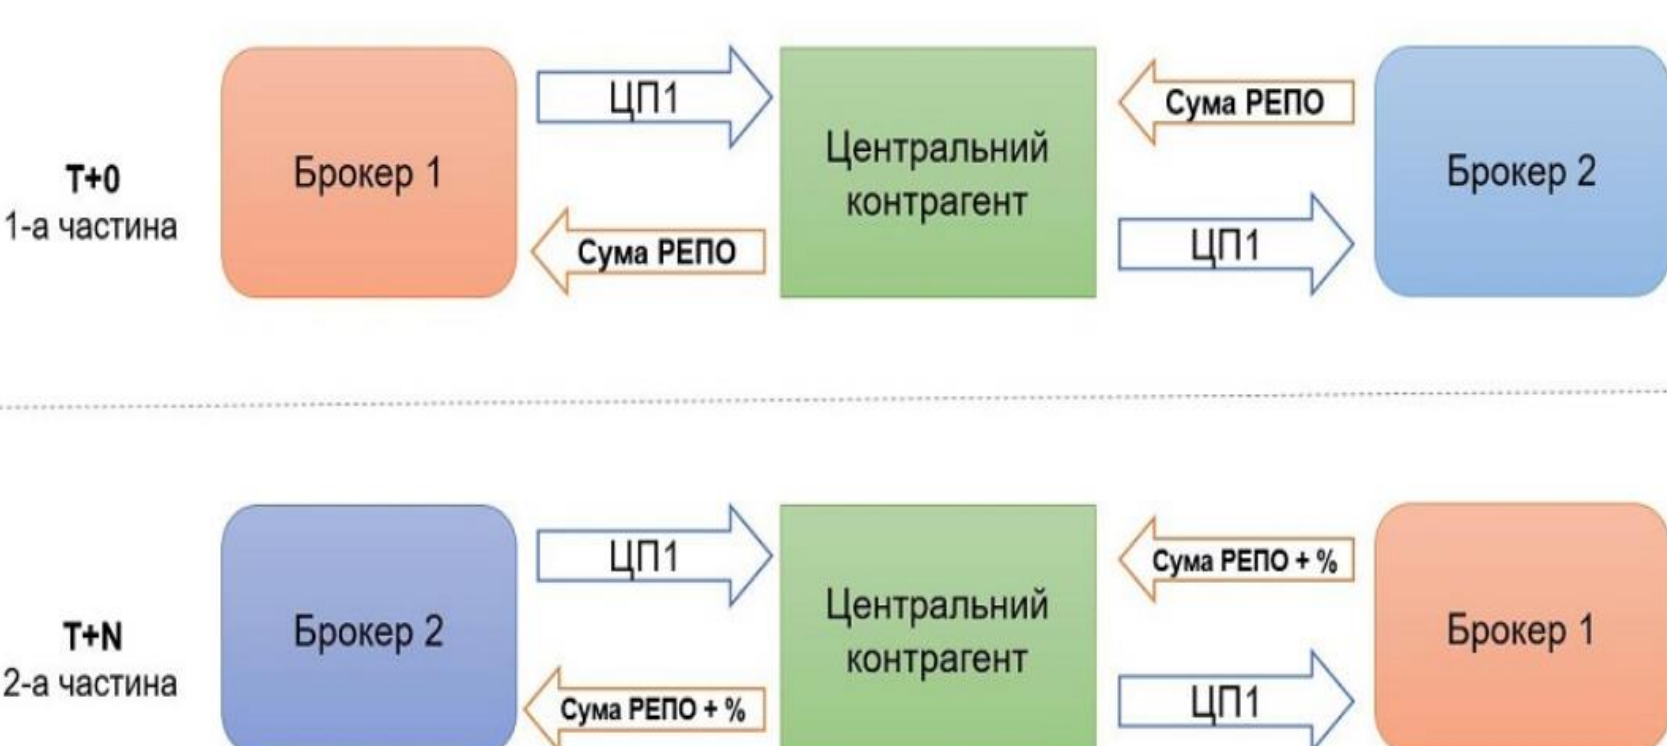 ЦП1
Сума РЕПО
Т+0
1-а частина
Брокер 1
Центральний
контрагент
Брокер 2
Сума РЕПО
ЦП1
ЦП1
Сума РЕПО + %
Т+N
2-а частина
Брокер 2
Центральний
контрагент
Брокер 1
Сума РЕПО + %
ЦП1